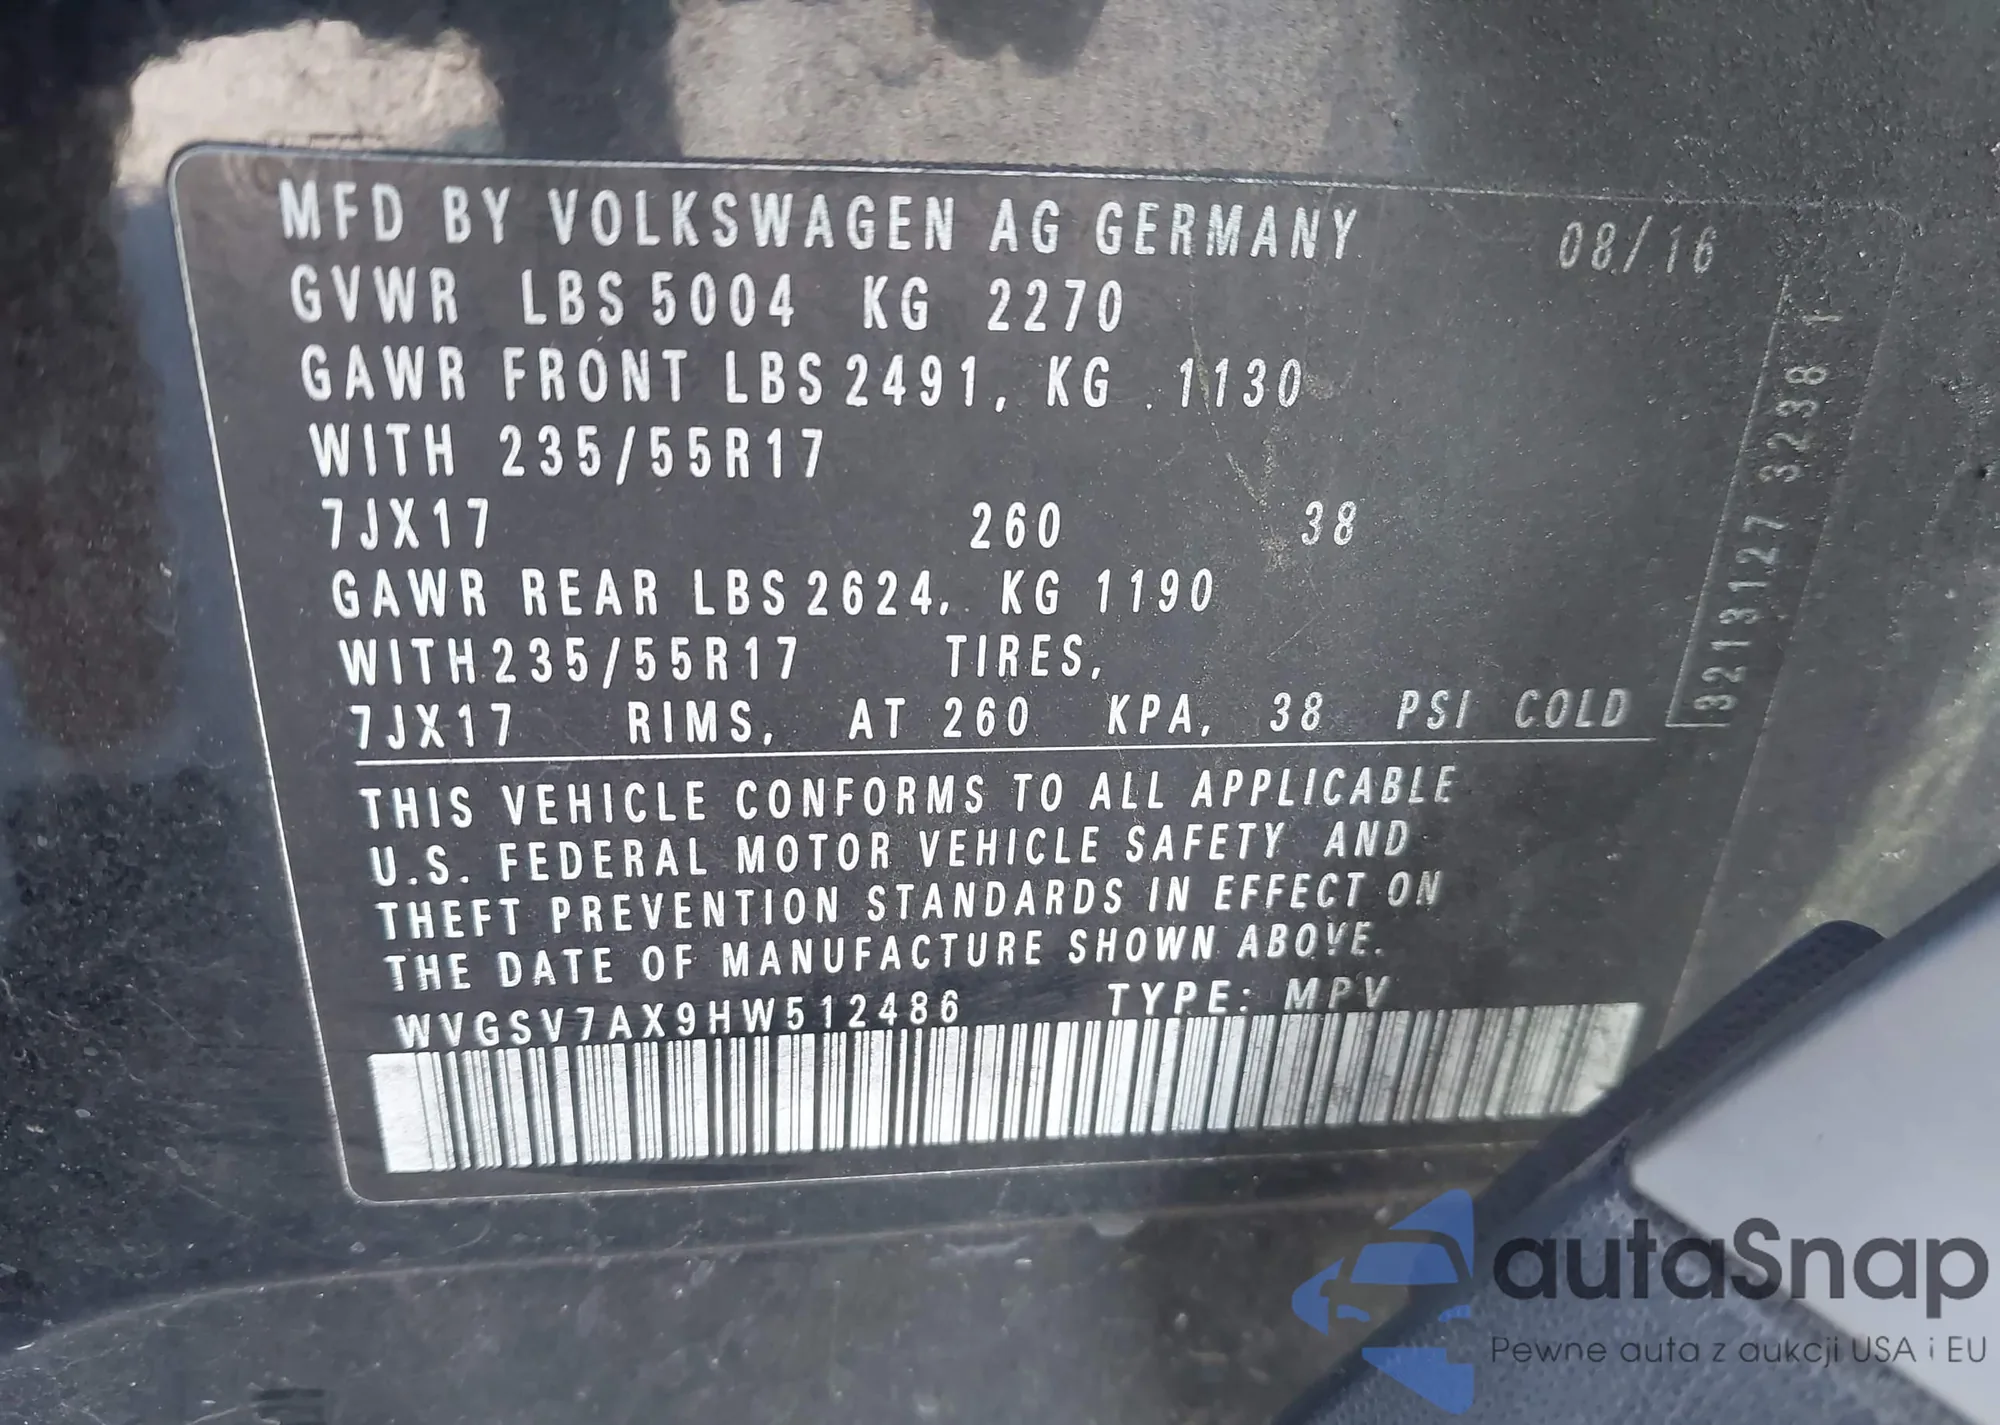 MFD BY VOLKSWAGEN AG GERMANY 08/16
GVWR LBS 5004 KG 2270
GAWR FRONT LBS 2491, KG . 1130
WITH 235/55R17
7JX17 260 38
GAWR REAR LBS 2624, KG 1190
WITH 235/55R17 TIRES,
7JX17 RIMS, AT 260 KPA, 38 PSI COLD
THIS VEHICLE CONFORMS TO ALL APPLICABLE
U.S. FEDERAL MOTOR VEHICLE SAFETY AND
THEFT PREVENTION STANDARDS IN EFFECT ON
THE DATE OF MANUFACTURE SHOWN ABOVE.
WVGSV7AX9HW512486 TYPE: MPV
3213127 3238 1
autaSnap
Pewne auta z aukcji USA i EU